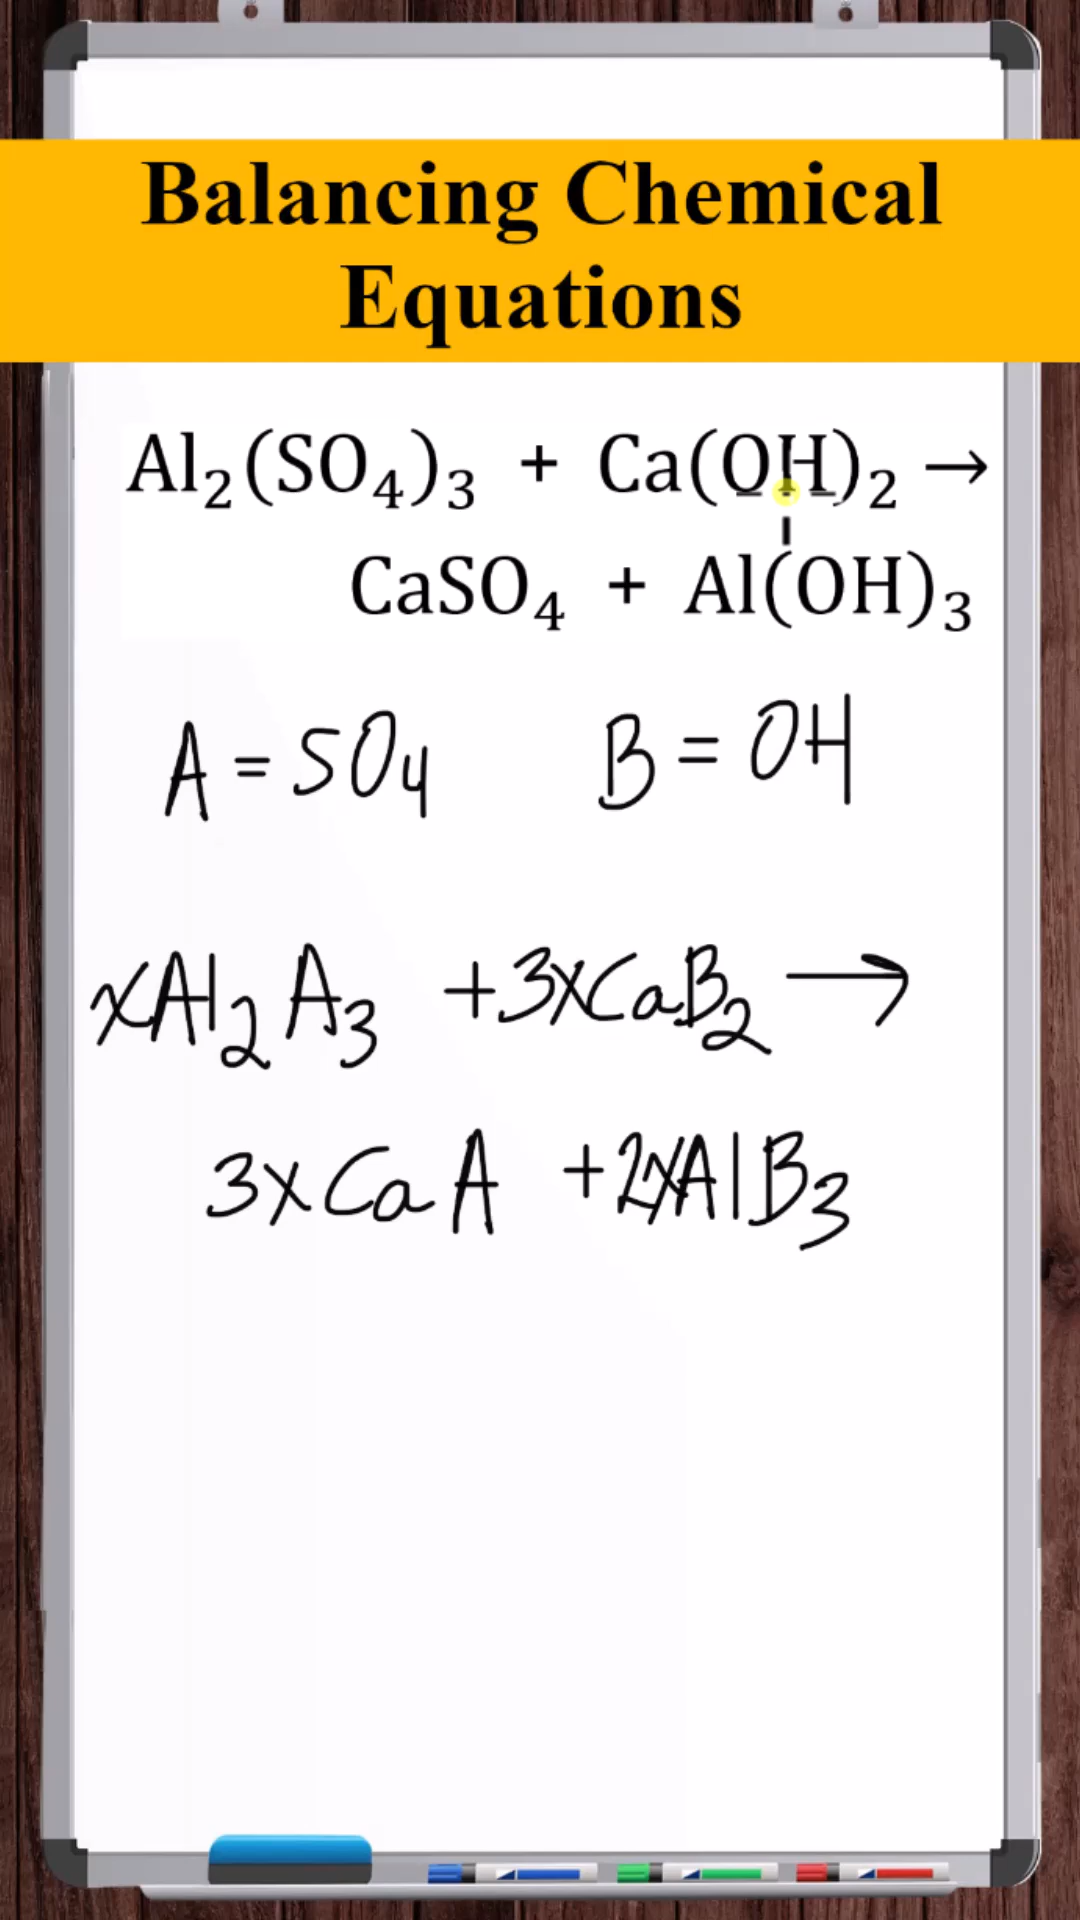 Balancing Chemical
Equations
Al₂(SO₄)₃ + Ca(OH)₂ →
CaSO₄ + Al(OH)₃
A = SO₄ B = OH
xAl₂A₃ + 3xCaB₂ →
3xCaA + 2xAlB₃